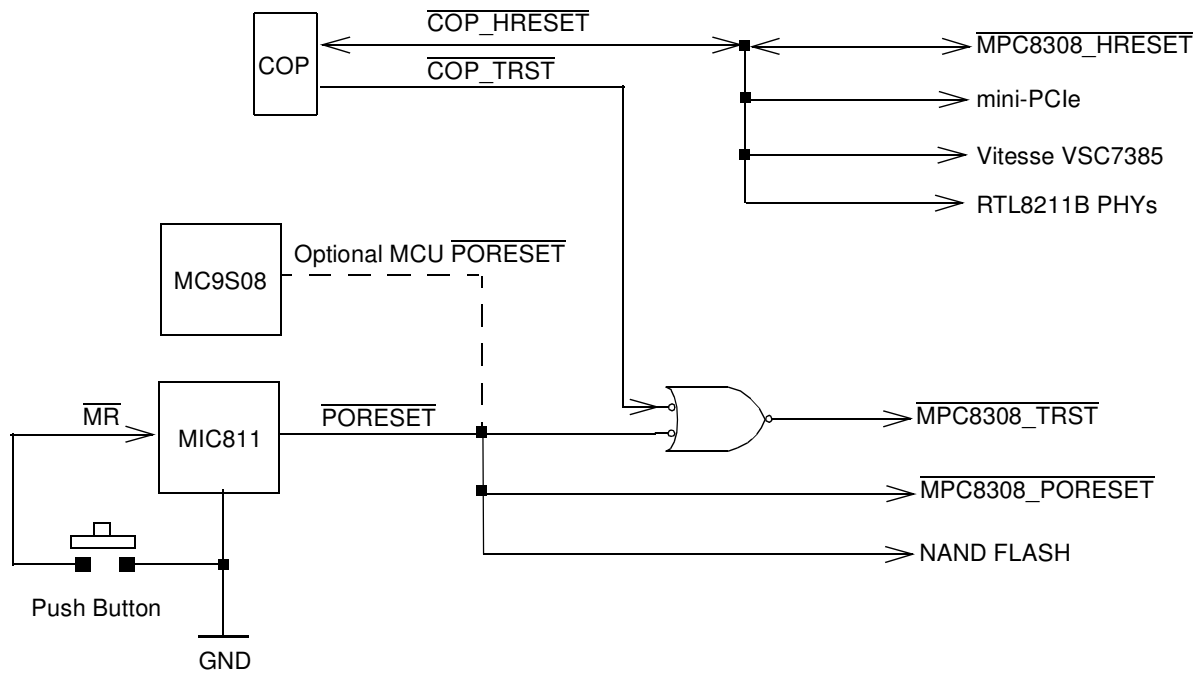 COP_HRESET
MPC8308_HRESET
COP
COP_TRST
mini-PCIe
Vitesse VSC7385
RTL8211B PHYs
Optional MCU PORESET
MC9S08
MR
MIC811
PORESET
MPC8308_TRST
MPC8308_PORESET
NAND FLASH
Push Button
GND